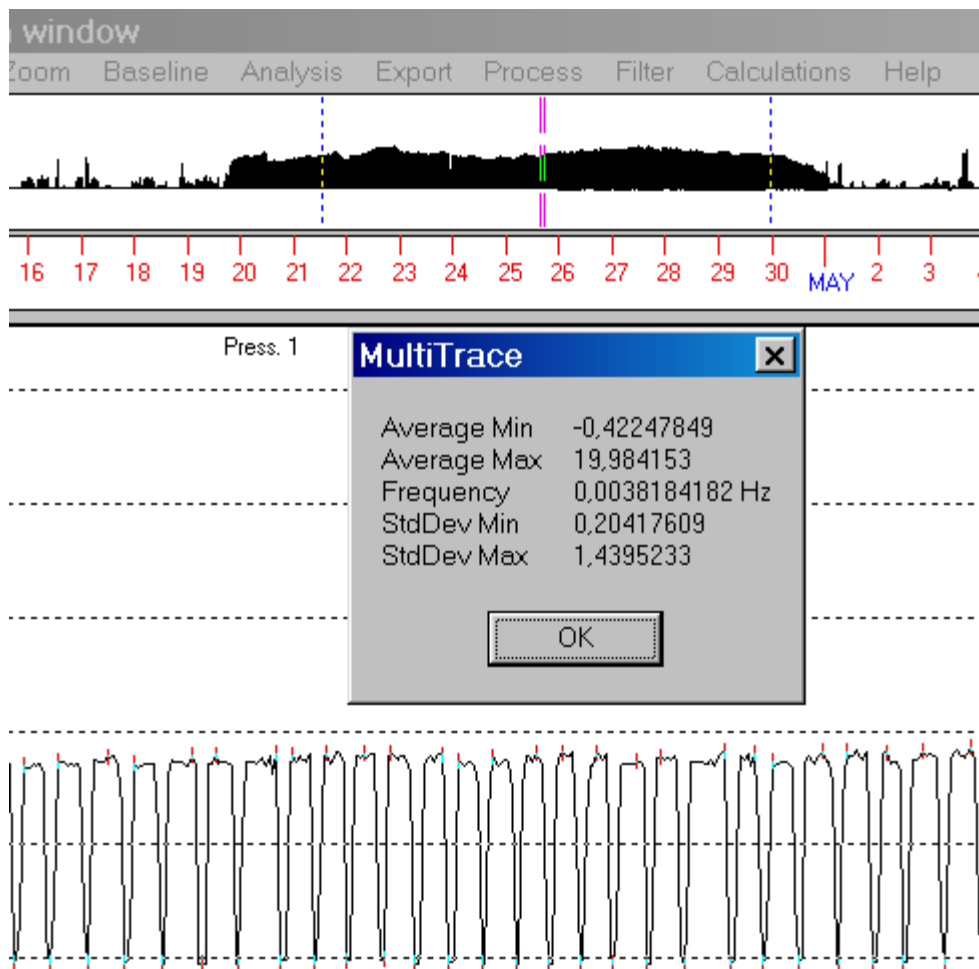 window
Zoom Baseline Analysis Export Process Filter Calculations Help
16 17 18 19 20 21 22 23 24 25 26 27 28 29 30 MAY 2 3
Press. 1
MultiTrace
Average Min -0,42247849
Average Max 19,984153
Frequency 0,0038184182 Hz
StdDev Min 0,20417609
StdDev Max 1,4395233
OK